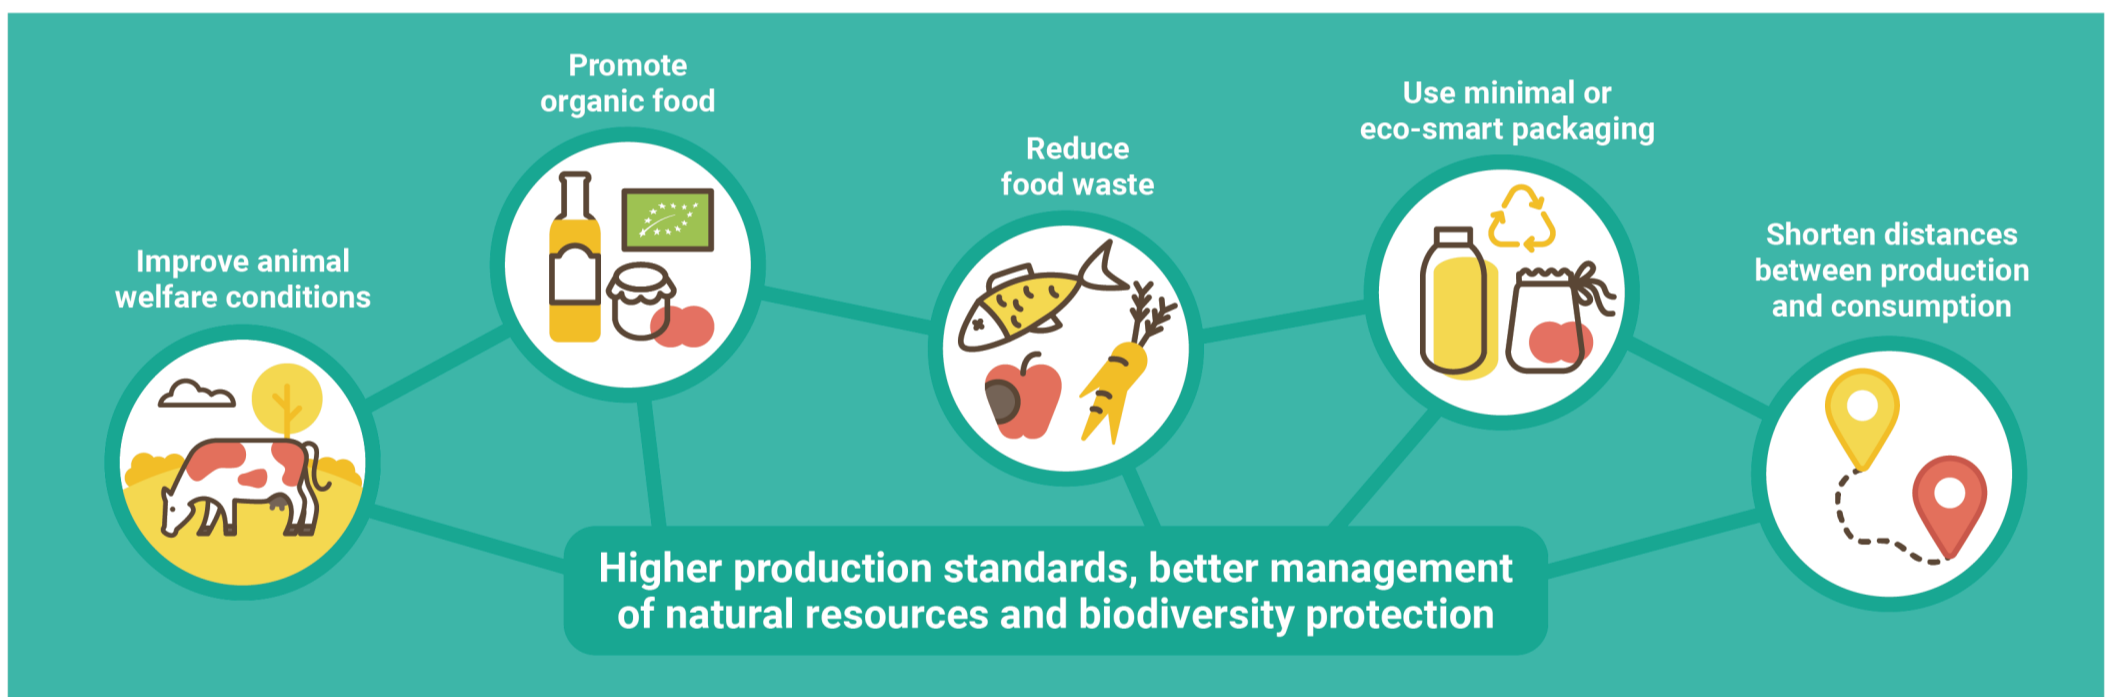 Promote
organic food
Use minimal or
eco-smart packaging
Reduce
food waste
Shorten distances
between production
and consumption
Improve animal
welfare conditions
Higher production standards, better management
of natural resources and biodiversity protection